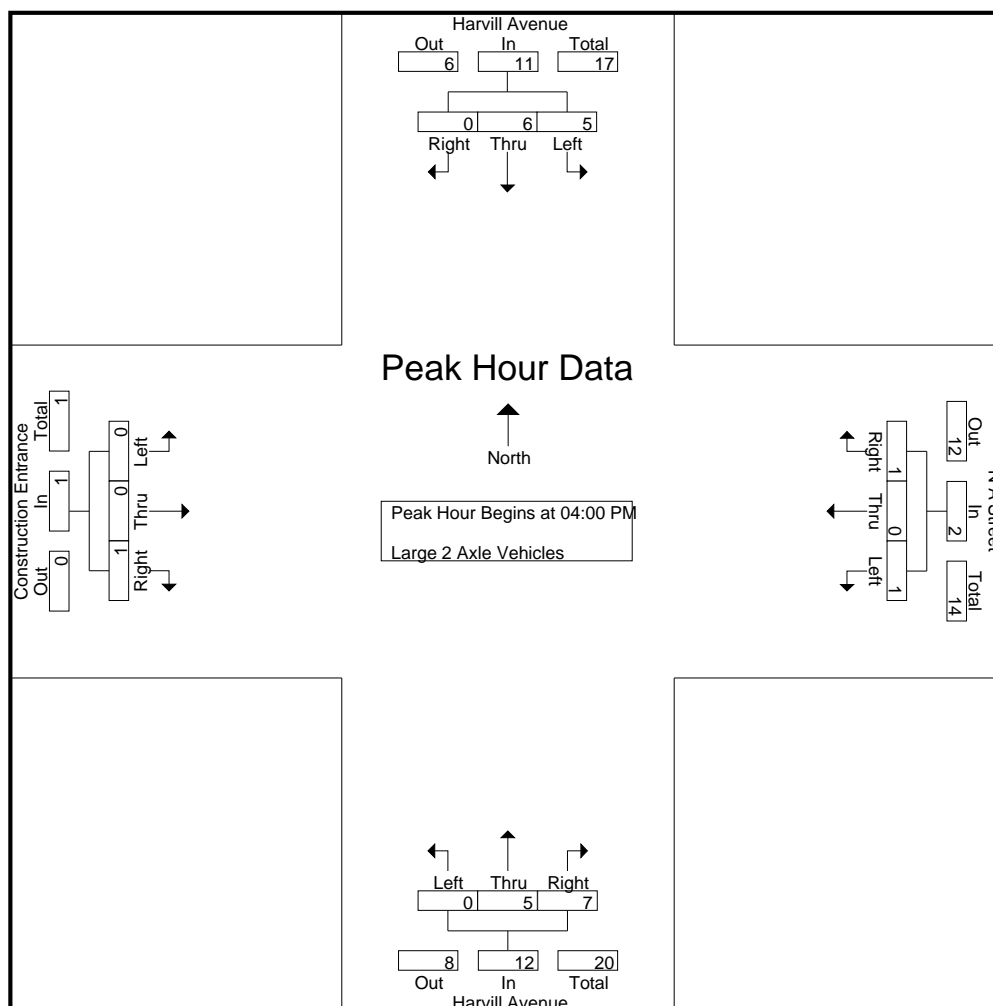 Harvill Avenue
Out In Total
6 11 17
0 6 5
Right Thru Left
Peak Hour Data
North
Peak Hour Begins at 04:00 PM
Large 2 Axle Vehicles
Construction Entrance
Total In Out
1 1 0
0 0 1
Left Thru Right
Right Thru Left
1 0 1
Out In Total
12 2 14
Left Thru Right
0 5 7
8 12 20
Out In Total
Harvill Avenue